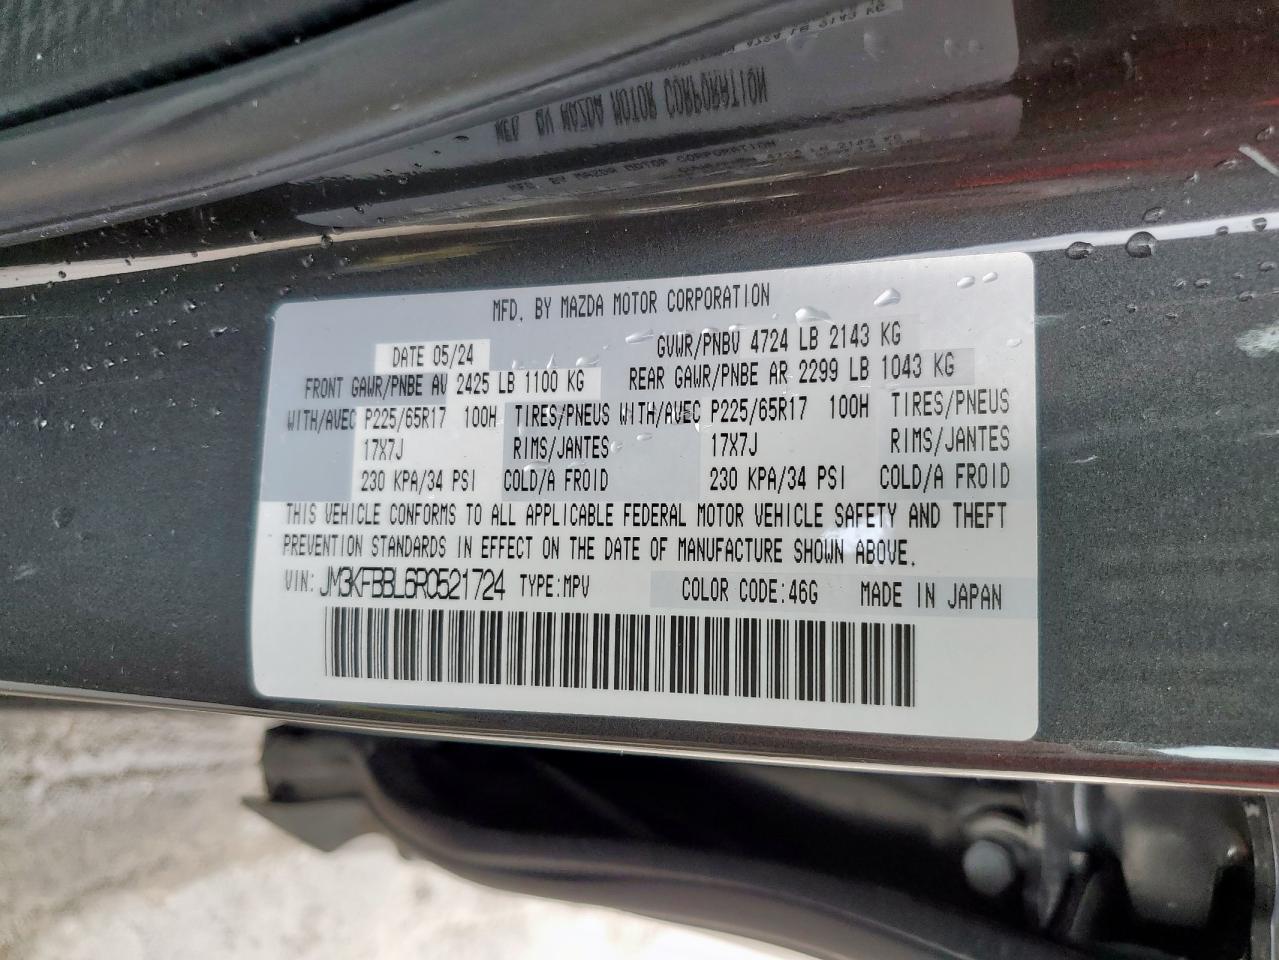 MFD. BY MAZDA MOTOR CORPORATION
DATE 05/24 GVWR/PNBV 4724 LB 2143 KG
FRONT GAWR/PNBE AV 2425 LB 1100 KG REAR GAWR/PNBE AR 2299 LB 1043 KG
WITH/AVEC P225/65R17 100H TIRES/PNEUS WITH/AVEC P225/65R17 100H TIRES/PNEUS
17X7J RIMS/JANTES 17X7J RIMS/JANTES
230 KPA/34 PSI COLD/A FROID 230 KPA/34 PSI COLD/A FROID
THIS VEHICLE CONFORMS TO ALL APPLICABLE FEDERAL MOTOR VEHICLE SAFETY AND THEFT
PREVENTION STANDARDS IN EFFECT ON THE DATE OF MANUFACTURE SHOWN ABOVE.
VIN: JM3KFBBL6R0521724 TYPE:MPV COLOR CODE:46G MADE IN JAPAN